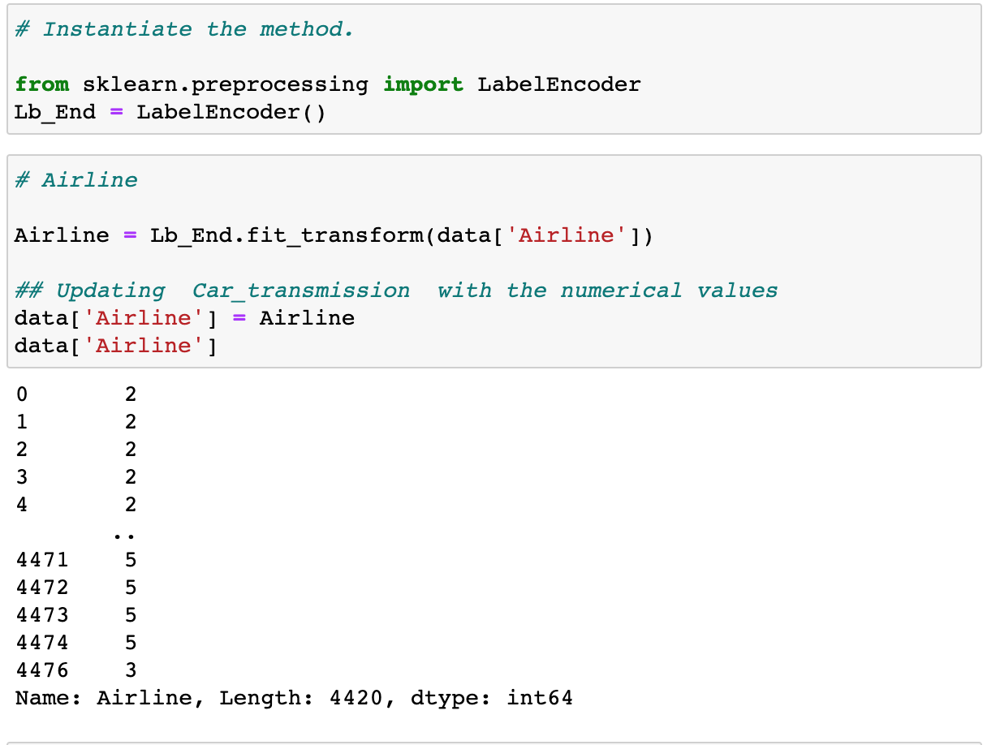 # Instantiate the method.
from sklearn.preprocessing import LabelEncoder
Lb_End = LabelEncoder()
# Airline
Airline = Lb_End.fit_transform(data['Airline'])
## Updating  Car_transmission  with the numerical values
data['Airline'] = Airline
data['Airline']
0       2
1       2
2       2
3       2
4       2
       ..
4471    5
4472    5
4473    5
4474    5
4476    3
Name: Airline, Length: 4420, dtype: int64